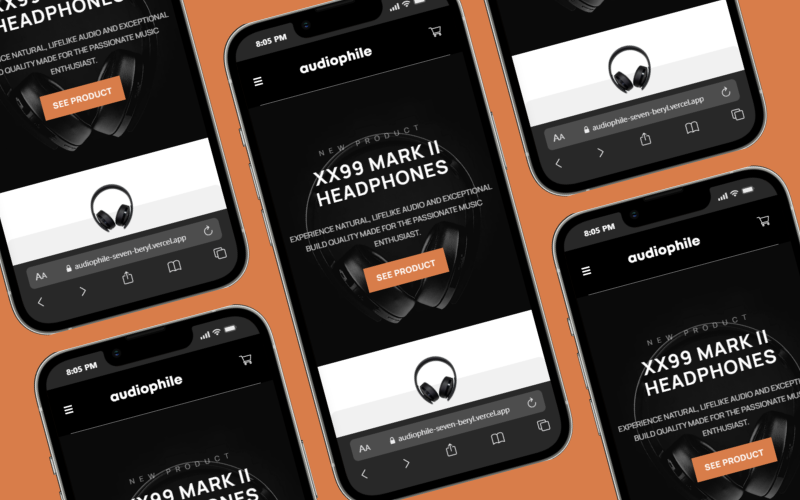 XX99
HEADPHONES
CE NATURAL, LIFELIKE AUDIO AND EXCEPTIONAL
D QUALITY MADE FOR THE PASSIONATE MUSIC
ENTHUSIAST.
SEE PRODUCT
AA audiophile-seven-beryl.vercel.app
8:05 PM
audiophile
NEW PRODUCT
XX99 MARK II
HEADPHONES
EXPERIENCE NATURAL, LIFELIKE AUDIO AND EXCEPTIONAL
BUILD QUALITY MADE FOR THE PASSIONATE MUSIC
ENTHUSIAST.
SEE PRODUCT
AA audiophile-seven-beryl.vercel.app
AA audiophile-seven-beryl.vercel.app
8:05 PM
audiophile
NEW PRODUCT
XX99 MARK II
8:05 PM
audiophile
NEW PRODUCT
XX99 MARK II
HEADPHONES
EXPERIENCE NATURAL, LIFELIKE AUDIO AND EXCEPTI
BUILD QUALITY MADE FOR THE PASSIONATE MU
ENTHUSIAST.
SEE PRODUCT